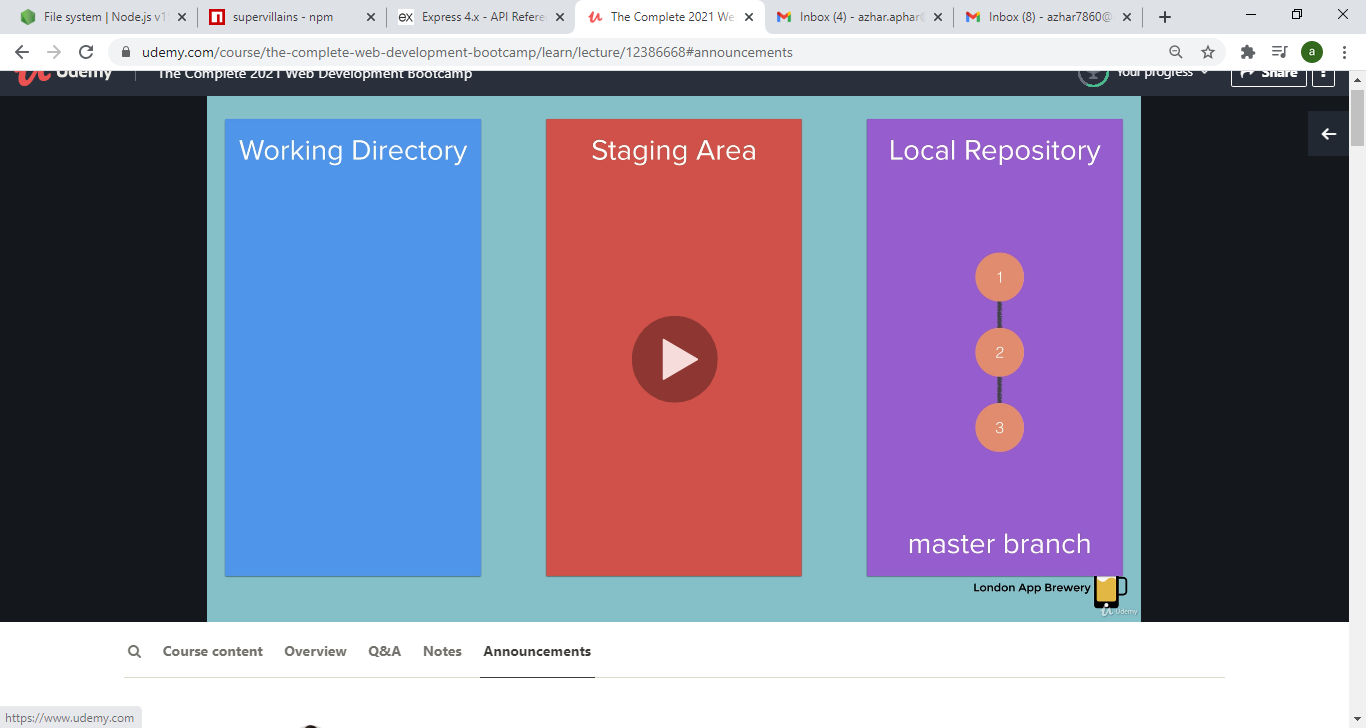 File system | Node.js v1
supervillains - npm
ex Express 4.x - API Refere
The Complete 2021 We
Inbox (4) - azhar.aphar
Inbox (8) - azhar7860@
udemy.com/course/the-complete-web-development-bootcamp/learn/lecture/12386668#announcements
a
Udemy
The Complete 2021 Web Development Bootcamp
Your progress
Share
Working Directory
Staging Area
Local Repository
1
2
3
master branch
London App Brewery
Udemy
Course content
Overview
Q&A
Notes
Announcements
https://www.udemy.com